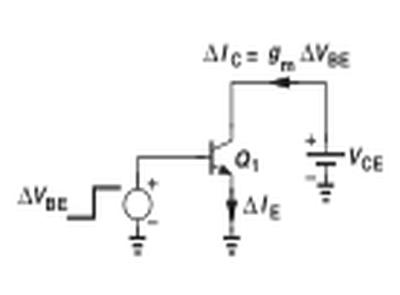 ΔI_C = g_m ΔV_BE
+
Q_1
V_CE
-
ΔV_BE
+
-
ΔI_E